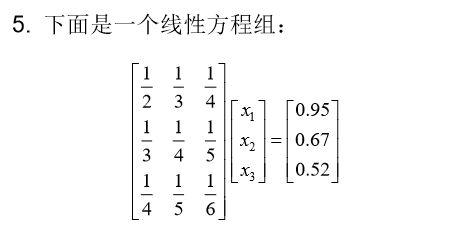 5. 下面是一个线性方程组：
1/2 1/3 1/4
1/3 1/4 1/5
1/4 1/5 1/6
x₁
x₂
x₃
=
0.95
0.67
0.52